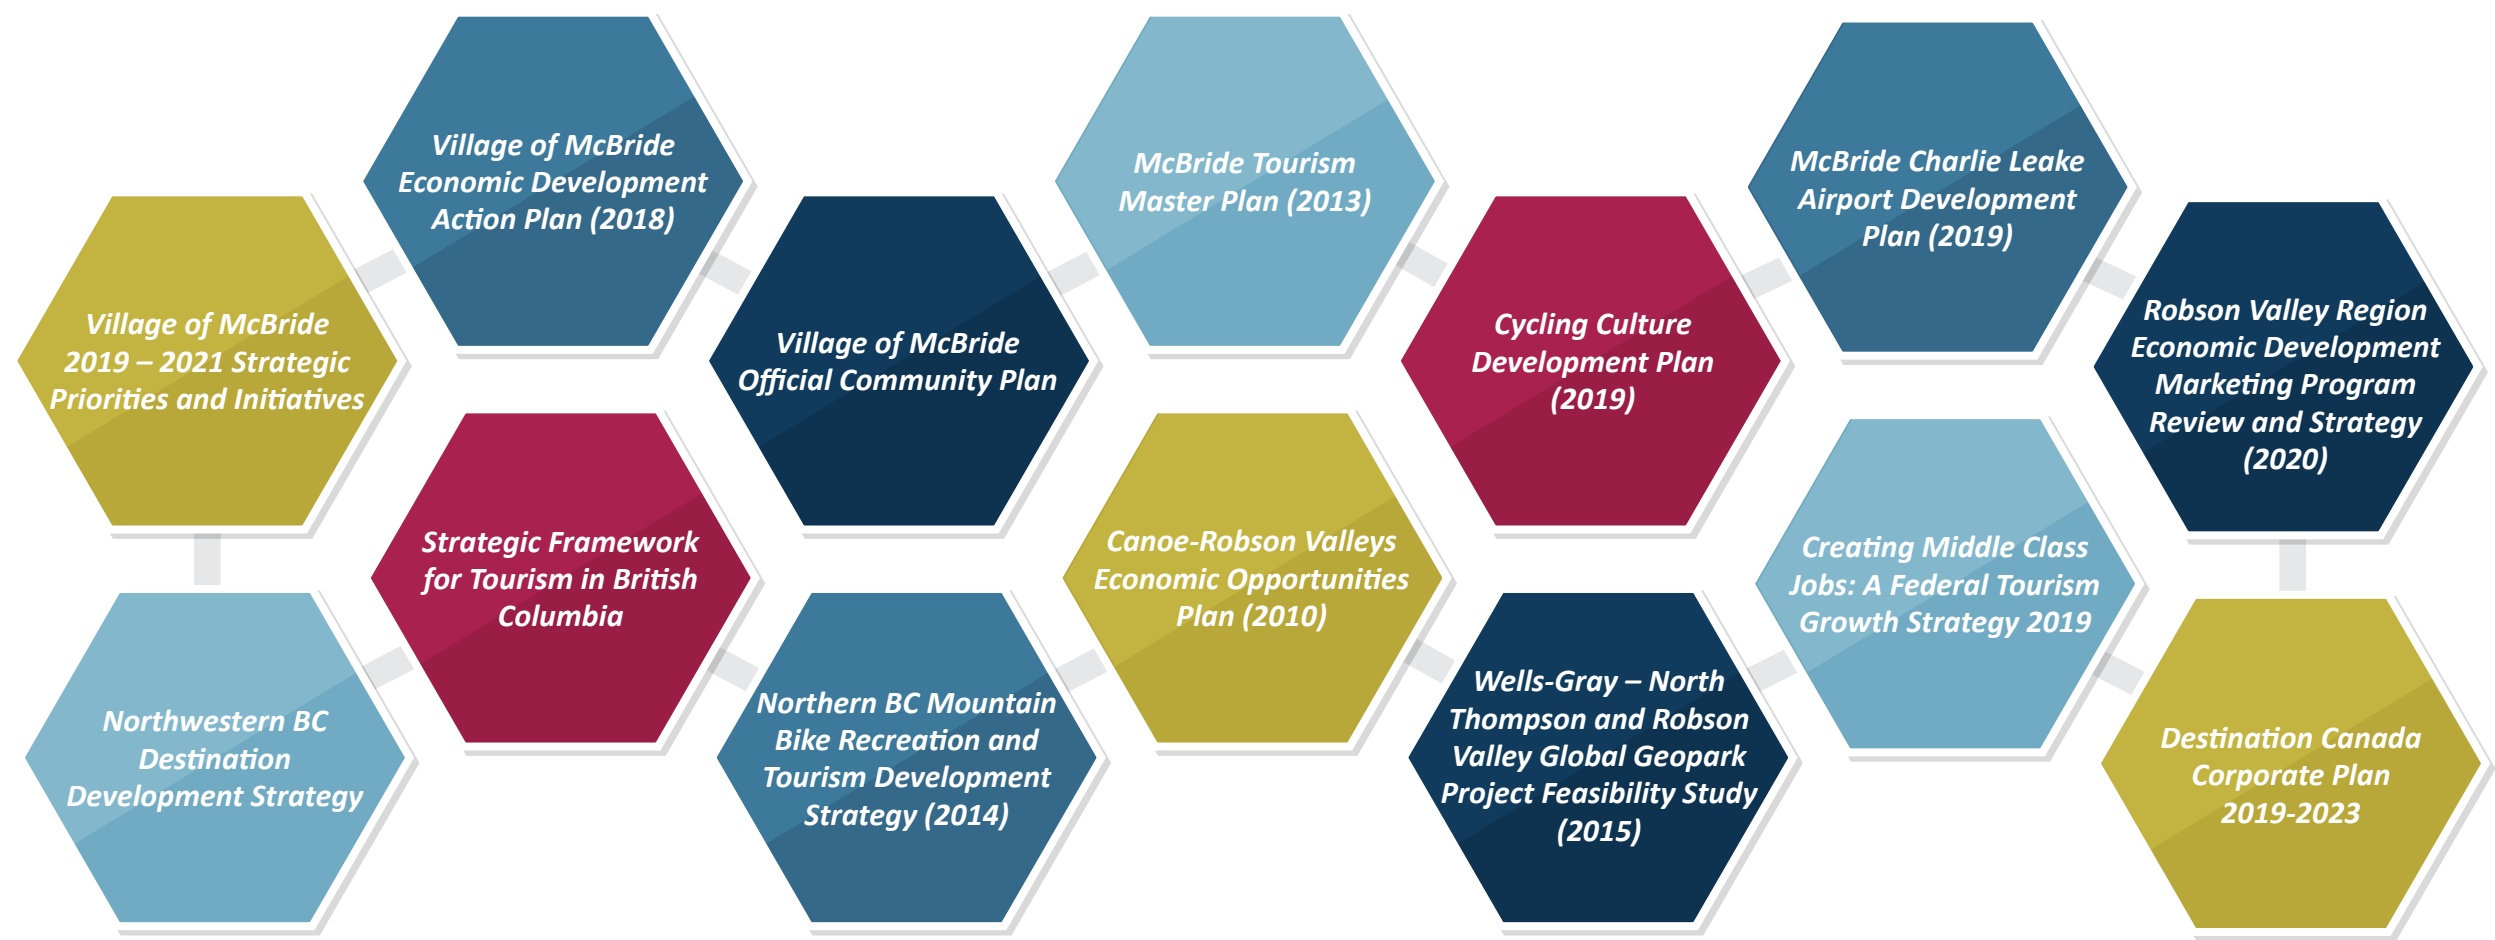 Village of McBride
2019 – 2021 Strategic
Priorities and Initiatives
Village of McBride
Economic Development
Action Plan (2018)
Village of McBride
Official Community Plan
McBride Tourism
Master Plan (2013)
Cycling Culture
Development Plan
(2019)
McBride Charlie Leake
Airport Development
Plan (2019)
Robson Valley Region
Economic Development
Marketing Program
Review and Strategy
(2020)
Northwestern BC
Destination
Development Strategy
Strategic Framework
for Tourism in British
Columbia
Northern BC Mountain
Bike Recreation and
Tourism Development
Strategy (2014)
Canoe-Robson Valleys
Economic Opportunities
Plan (2010)
Wells-Gray – North
Thompson and Robson
Valley Global Geopark
Project Feasibility Study
(2015)
Creating Middle Class
Jobs: A Federal Tourism
Growth Strategy 2019
Destination Canada
Corporate Plan
2019-2023